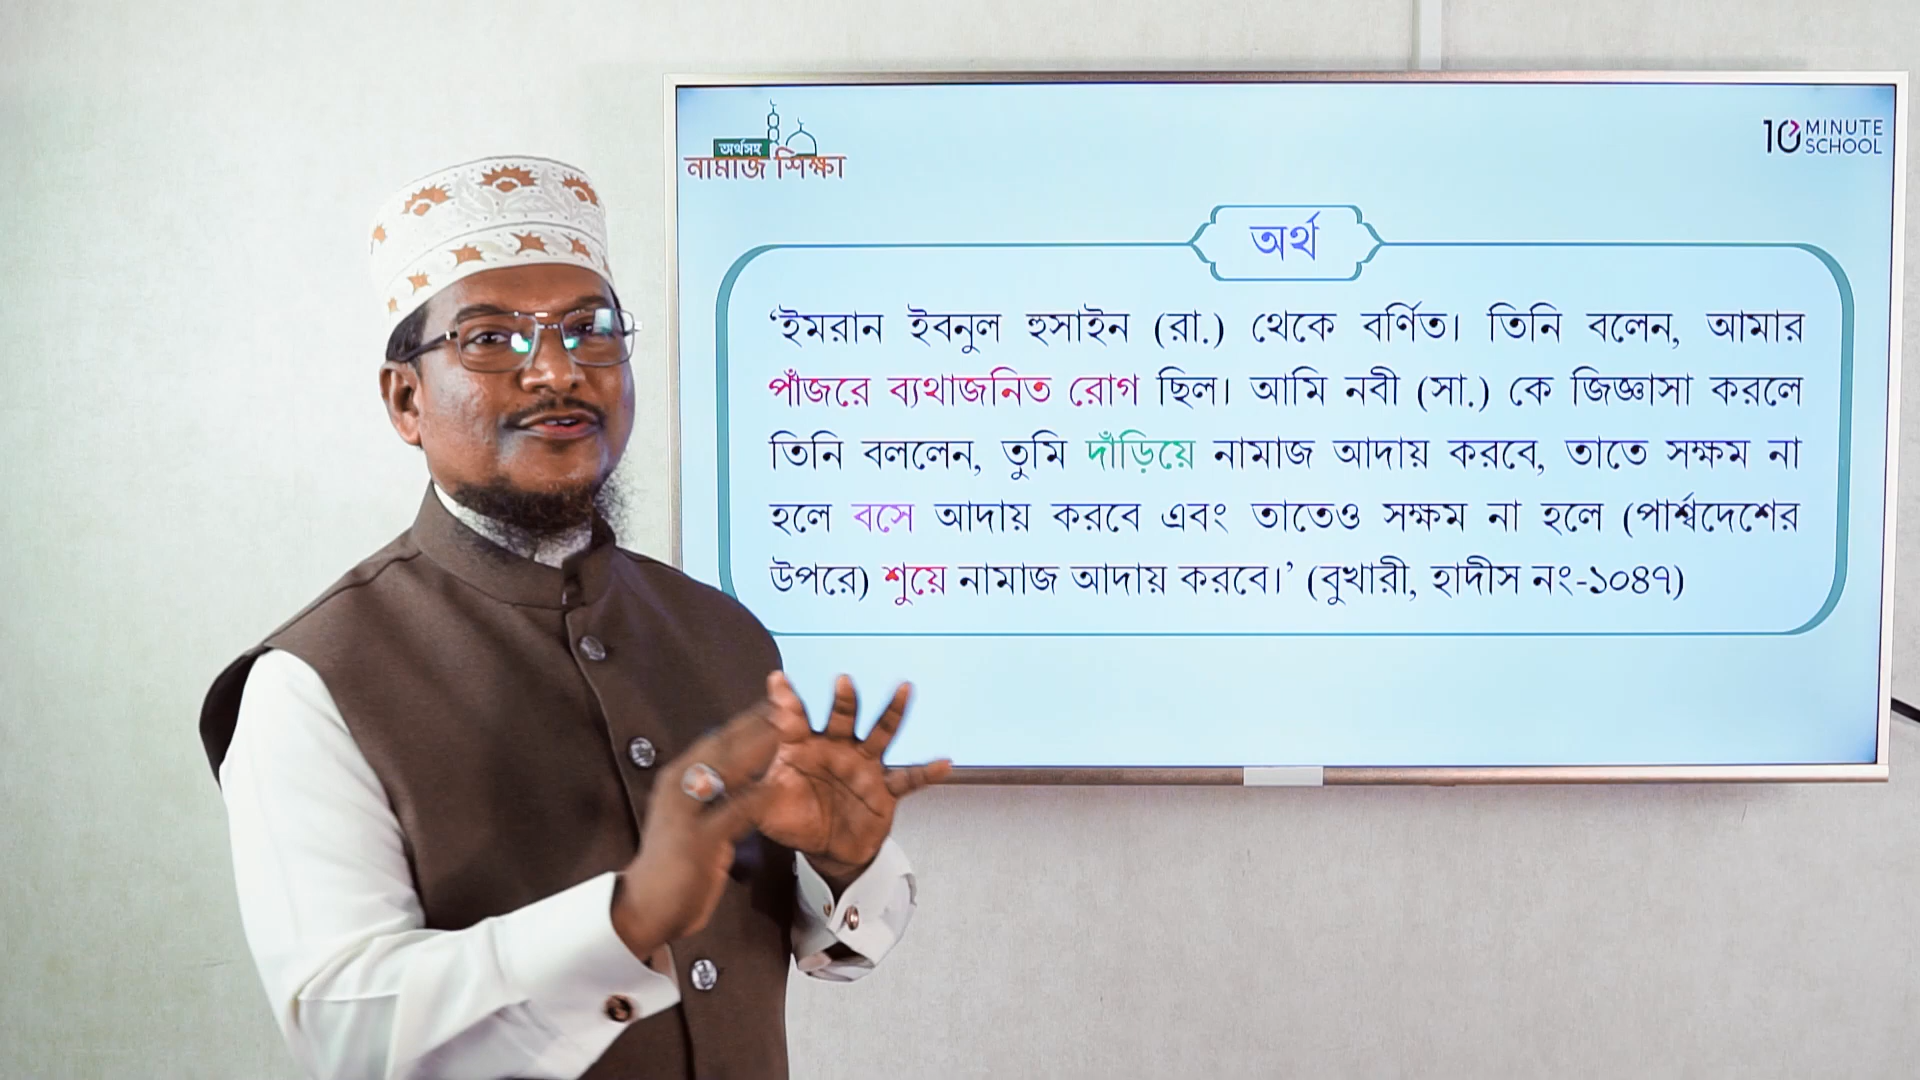 অর্থসহ
নামাজ শিক্ষা
10 MINUTE
SCHOOL
অর্থ
‘ইমরান ইবনুল হুসাইন (রা.) থেকে বর্ণিত। তিনি বলেন, আমার
পাঁজরে ব্যথাজনিত রোগ ছিল। আমি নবী (সা.) কে জিজ্ঞাসা করলে
তিনি বললেন, তুমি দাঁড়িয়ে নামাজ আদায় করবে, তাতে সক্ষম না
হলে বসে আদায় করবে এবং তাতেও সক্ষম না হলে (পার্শ্বদেশের
উপরে) শুয়ে নামাজ আদায় করবে।’ (বুখারী, হাদীস নং-১০৪৭)